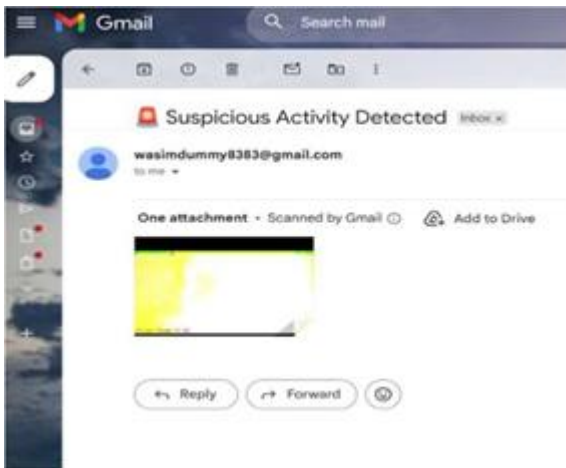 Gmail
Search mail
🚨 Suspicious Activity Detected
Inbox ×
wasimdummy8383@gmail.com
to me
One attachment • Scanned by Gmail
Add to Drive
Reply
Forward